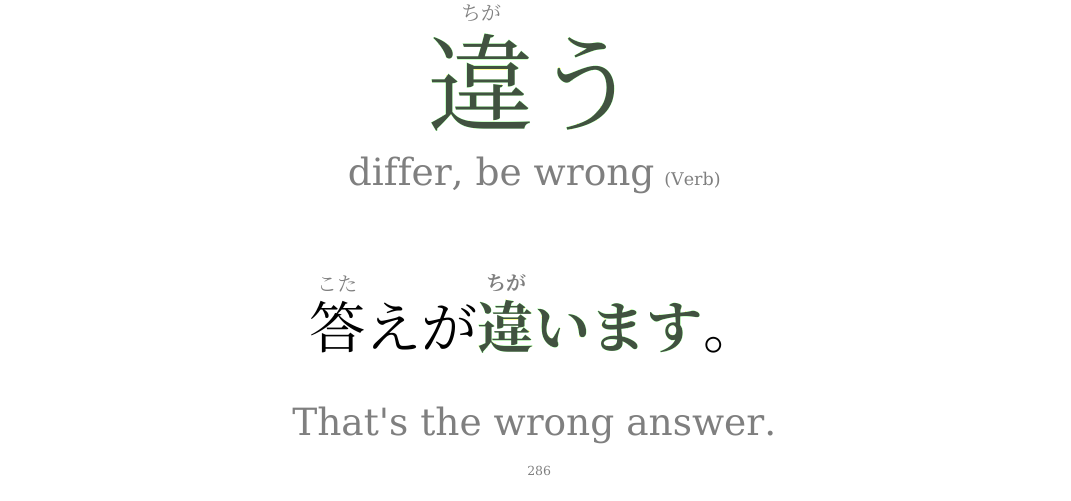 ちが
違う
differ, be wrong (Verb)
こた ちが
答えが違います。
That's the wrong answer.
286